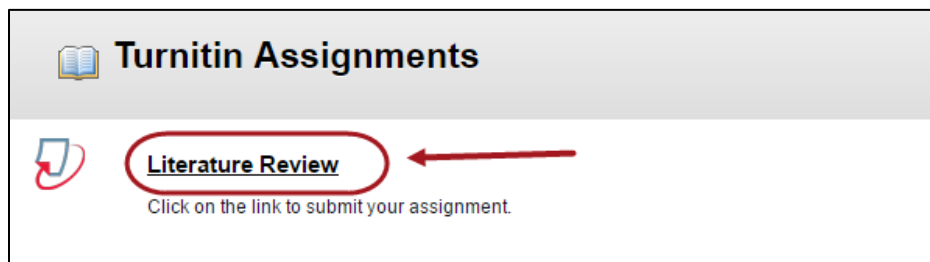 Turnitin Assignments
Literature Review
Click on the link to submit your assignment.